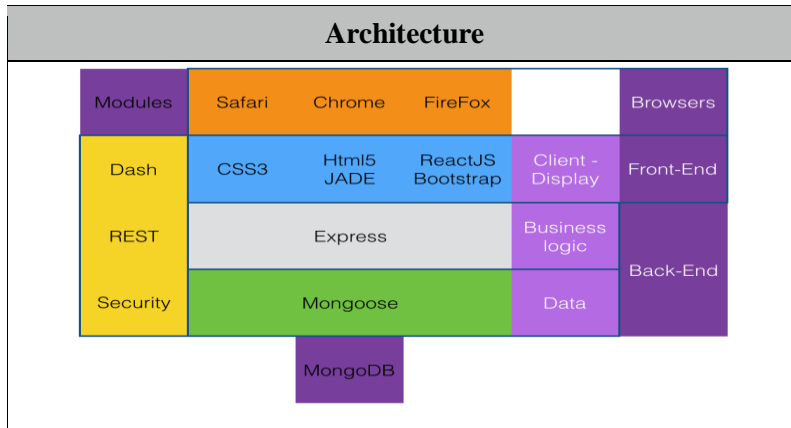 Architecture
Modules Safari Chrome FireFox Browsers
Dash CSS3 Html5
JADE ReactJS
Bootstrap Client -
Display Front-End
REST Express Business
logic
Back-End
Security Mongoose Data
MongoDB